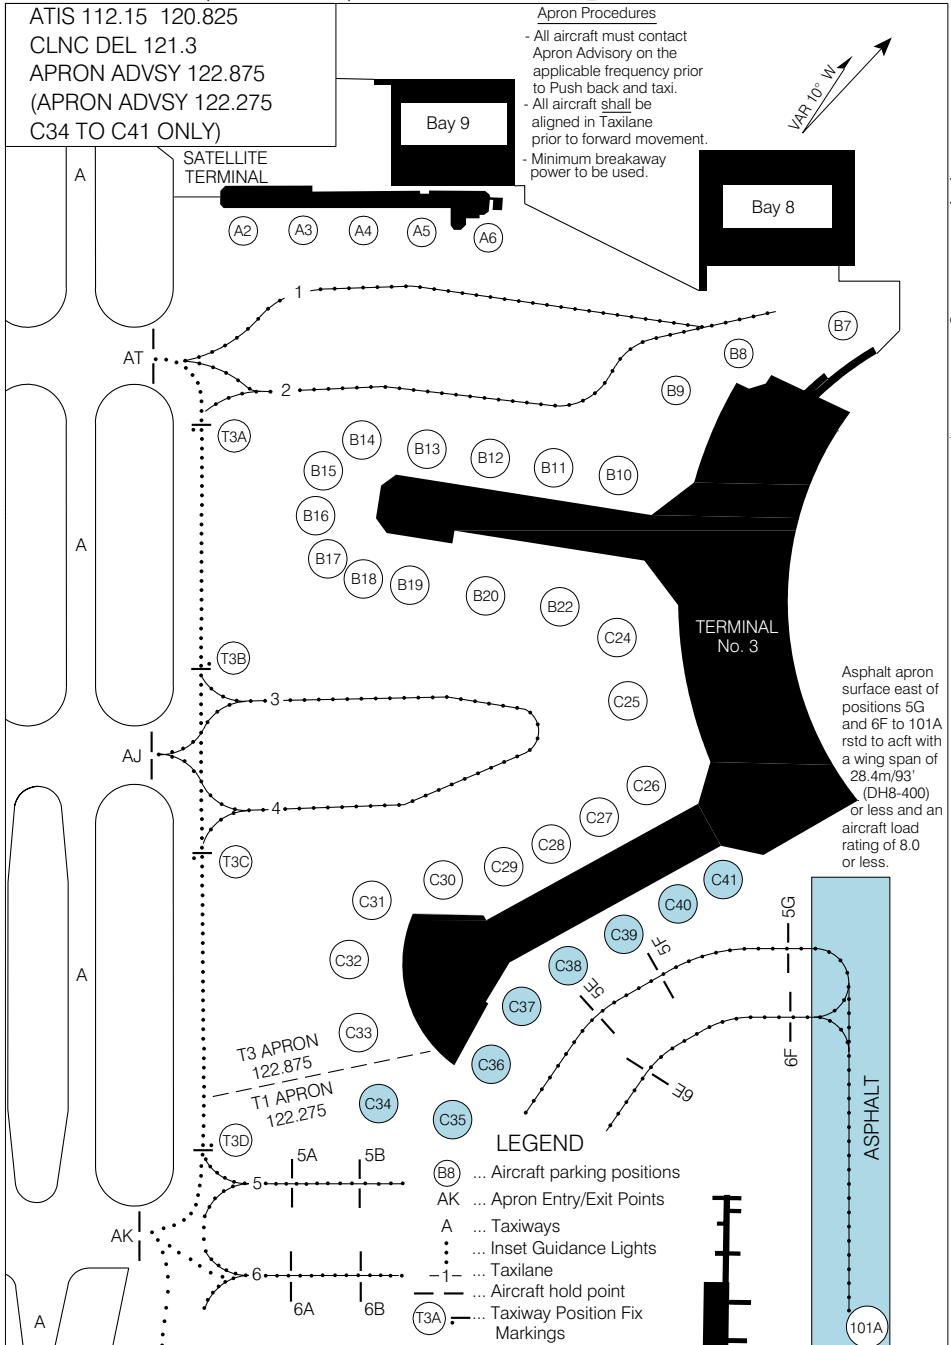 ATIS 112.15 120.825
CLNC DEL 121.3
APRON ADVSY 122.875
(APRON ADVSY 122.275
C34 TO C41 ONLY)
Apron Procedures
- All aircraft must contact
Apron Advisory on the
applicable frequency prior
to Push back and taxi.
- All aircraft shall be
aligned in Taxilane
prior to forward movement.
- Minimum breakaway
power to be used.
VAR 10° W
Bay 9
Bay 8
SATELLITE
TERMINAL
A
A2
A3
A4
A5
A6
1
B7
B8
B9
AT
2
T3A
B14
B13
B12
B11
B10
B15
B16
A
B17
B18
B19
B20
B22
C24
TERMINAL
No. 3
T3B
3
C25
AJ
4
C26
C27
C28
C29
C30
C31
T3C
Asphalt apron
surface east of
positions 5G
and 6F to 101A
rstd to acft with
a wing span of
28.4m/93'
(DH8-400)
or less and an
aircraft load
rating of 8.0
or less.
C41
C40
C39
C38
C37
C36
C35
C34
C32
C33
A
5G
5F
5E
6F
6E
T3 APRON
122.875
T1 APRON
122.275
ASPHALT
101A
T3D
5
5A
5B
AK
6
6A
6B
A
LEGEND
B8 ... Aircraft parking positions
AK ... Apron Entry/Exit Points
A ... Taxiways
... Inset Guidance Lights
1 ... Taxilane
... Aircraft hold point
T3A ... Taxiway Position Fix
Markings